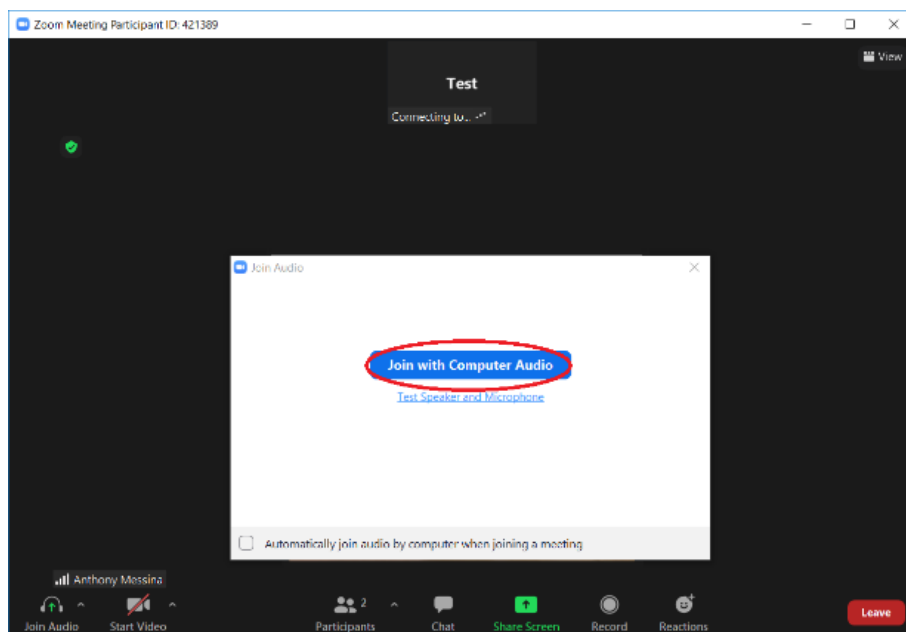 Zoom Meeting Participant ID: 421389
View
Test
Connecting to...
Join Audio
Join with Computer Audio
Test Speaker and Microphone
Automatically join audio by computer when joining a meeting
Anthony Messina
2
Join Audio
Start Video
Participants
Chat
Share Screen
Record
Reactions
Leave